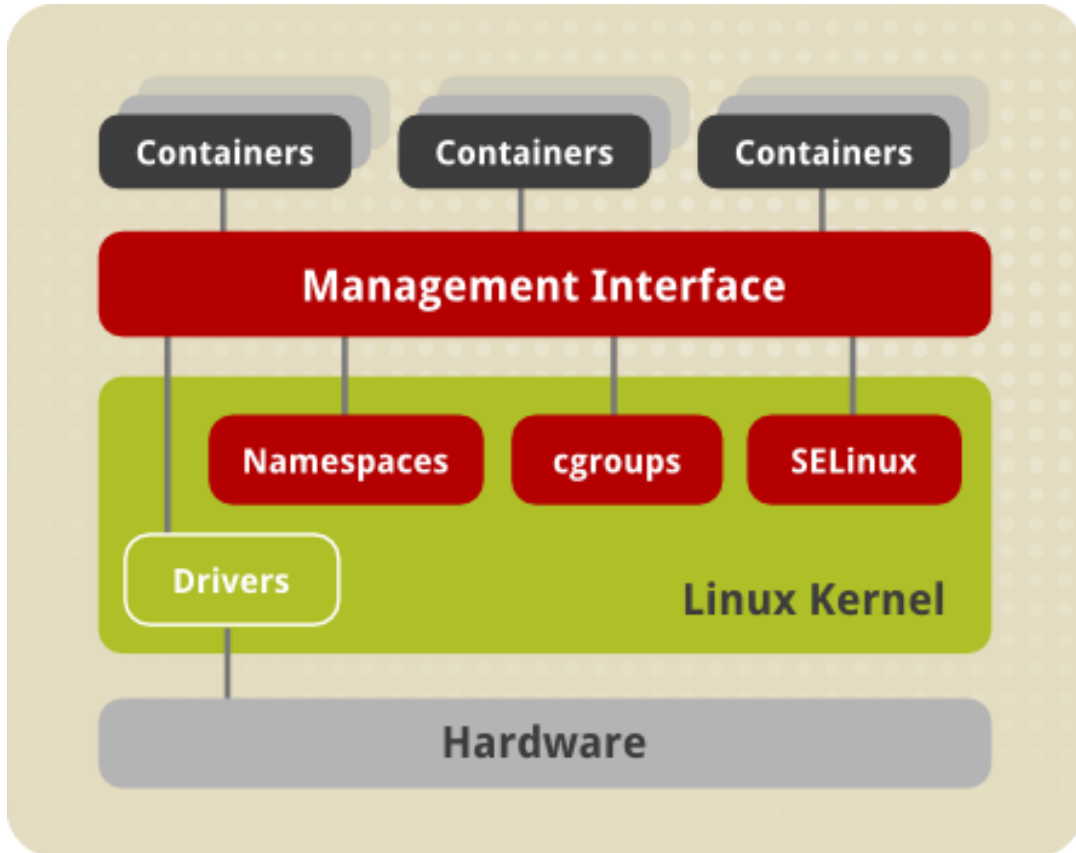 Containers
Containers
Containers
Management Interface
Namespaces
cgroups
SELinux
Drivers
Linux Kernel
Hardware